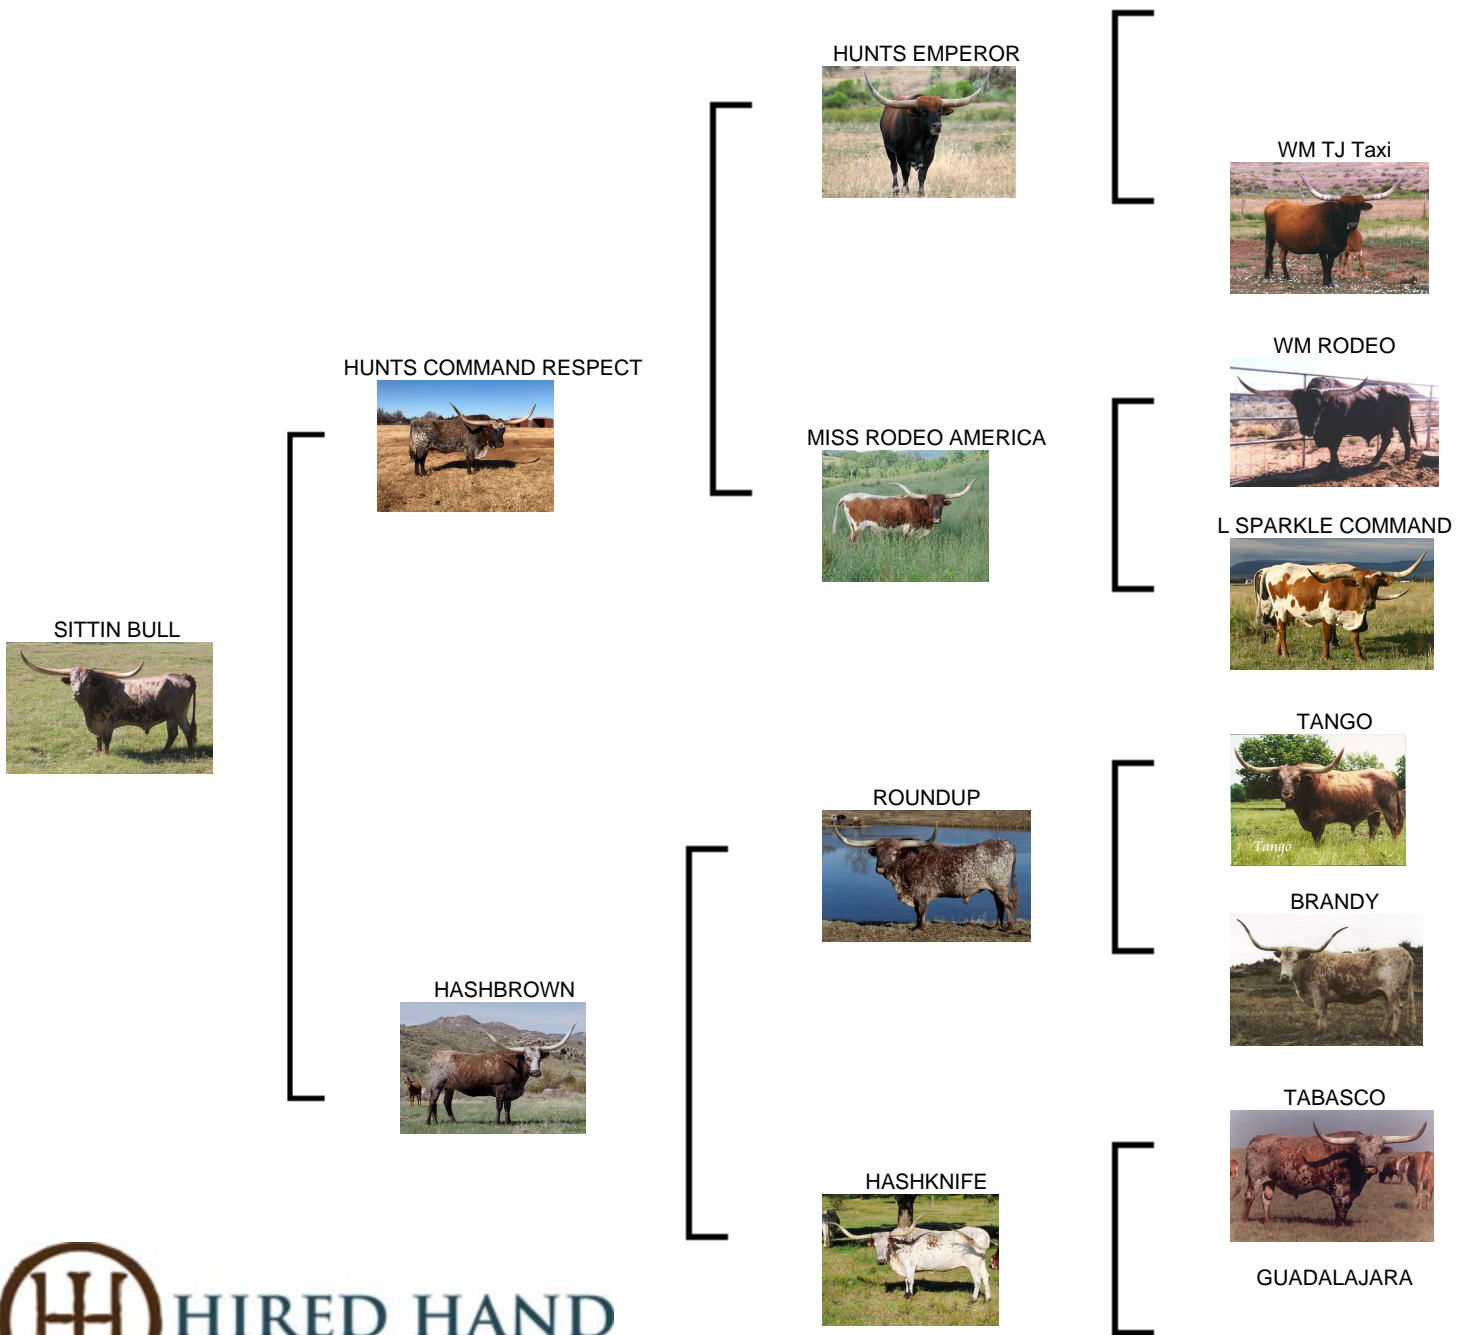 HUNTS EMPEROR
WM TJ Taxi
WM RODEO
HUNTS COMMAND RESPECT
MISS RODEO AMERICA
L SPARKLE COMMAND
SITTIN BULL
TANGO
Tango
ROUNDUP
BRANDY
HASHBROWN
TABASCO
HASHKNIFE
GUADALAJARA
HIRED HAND